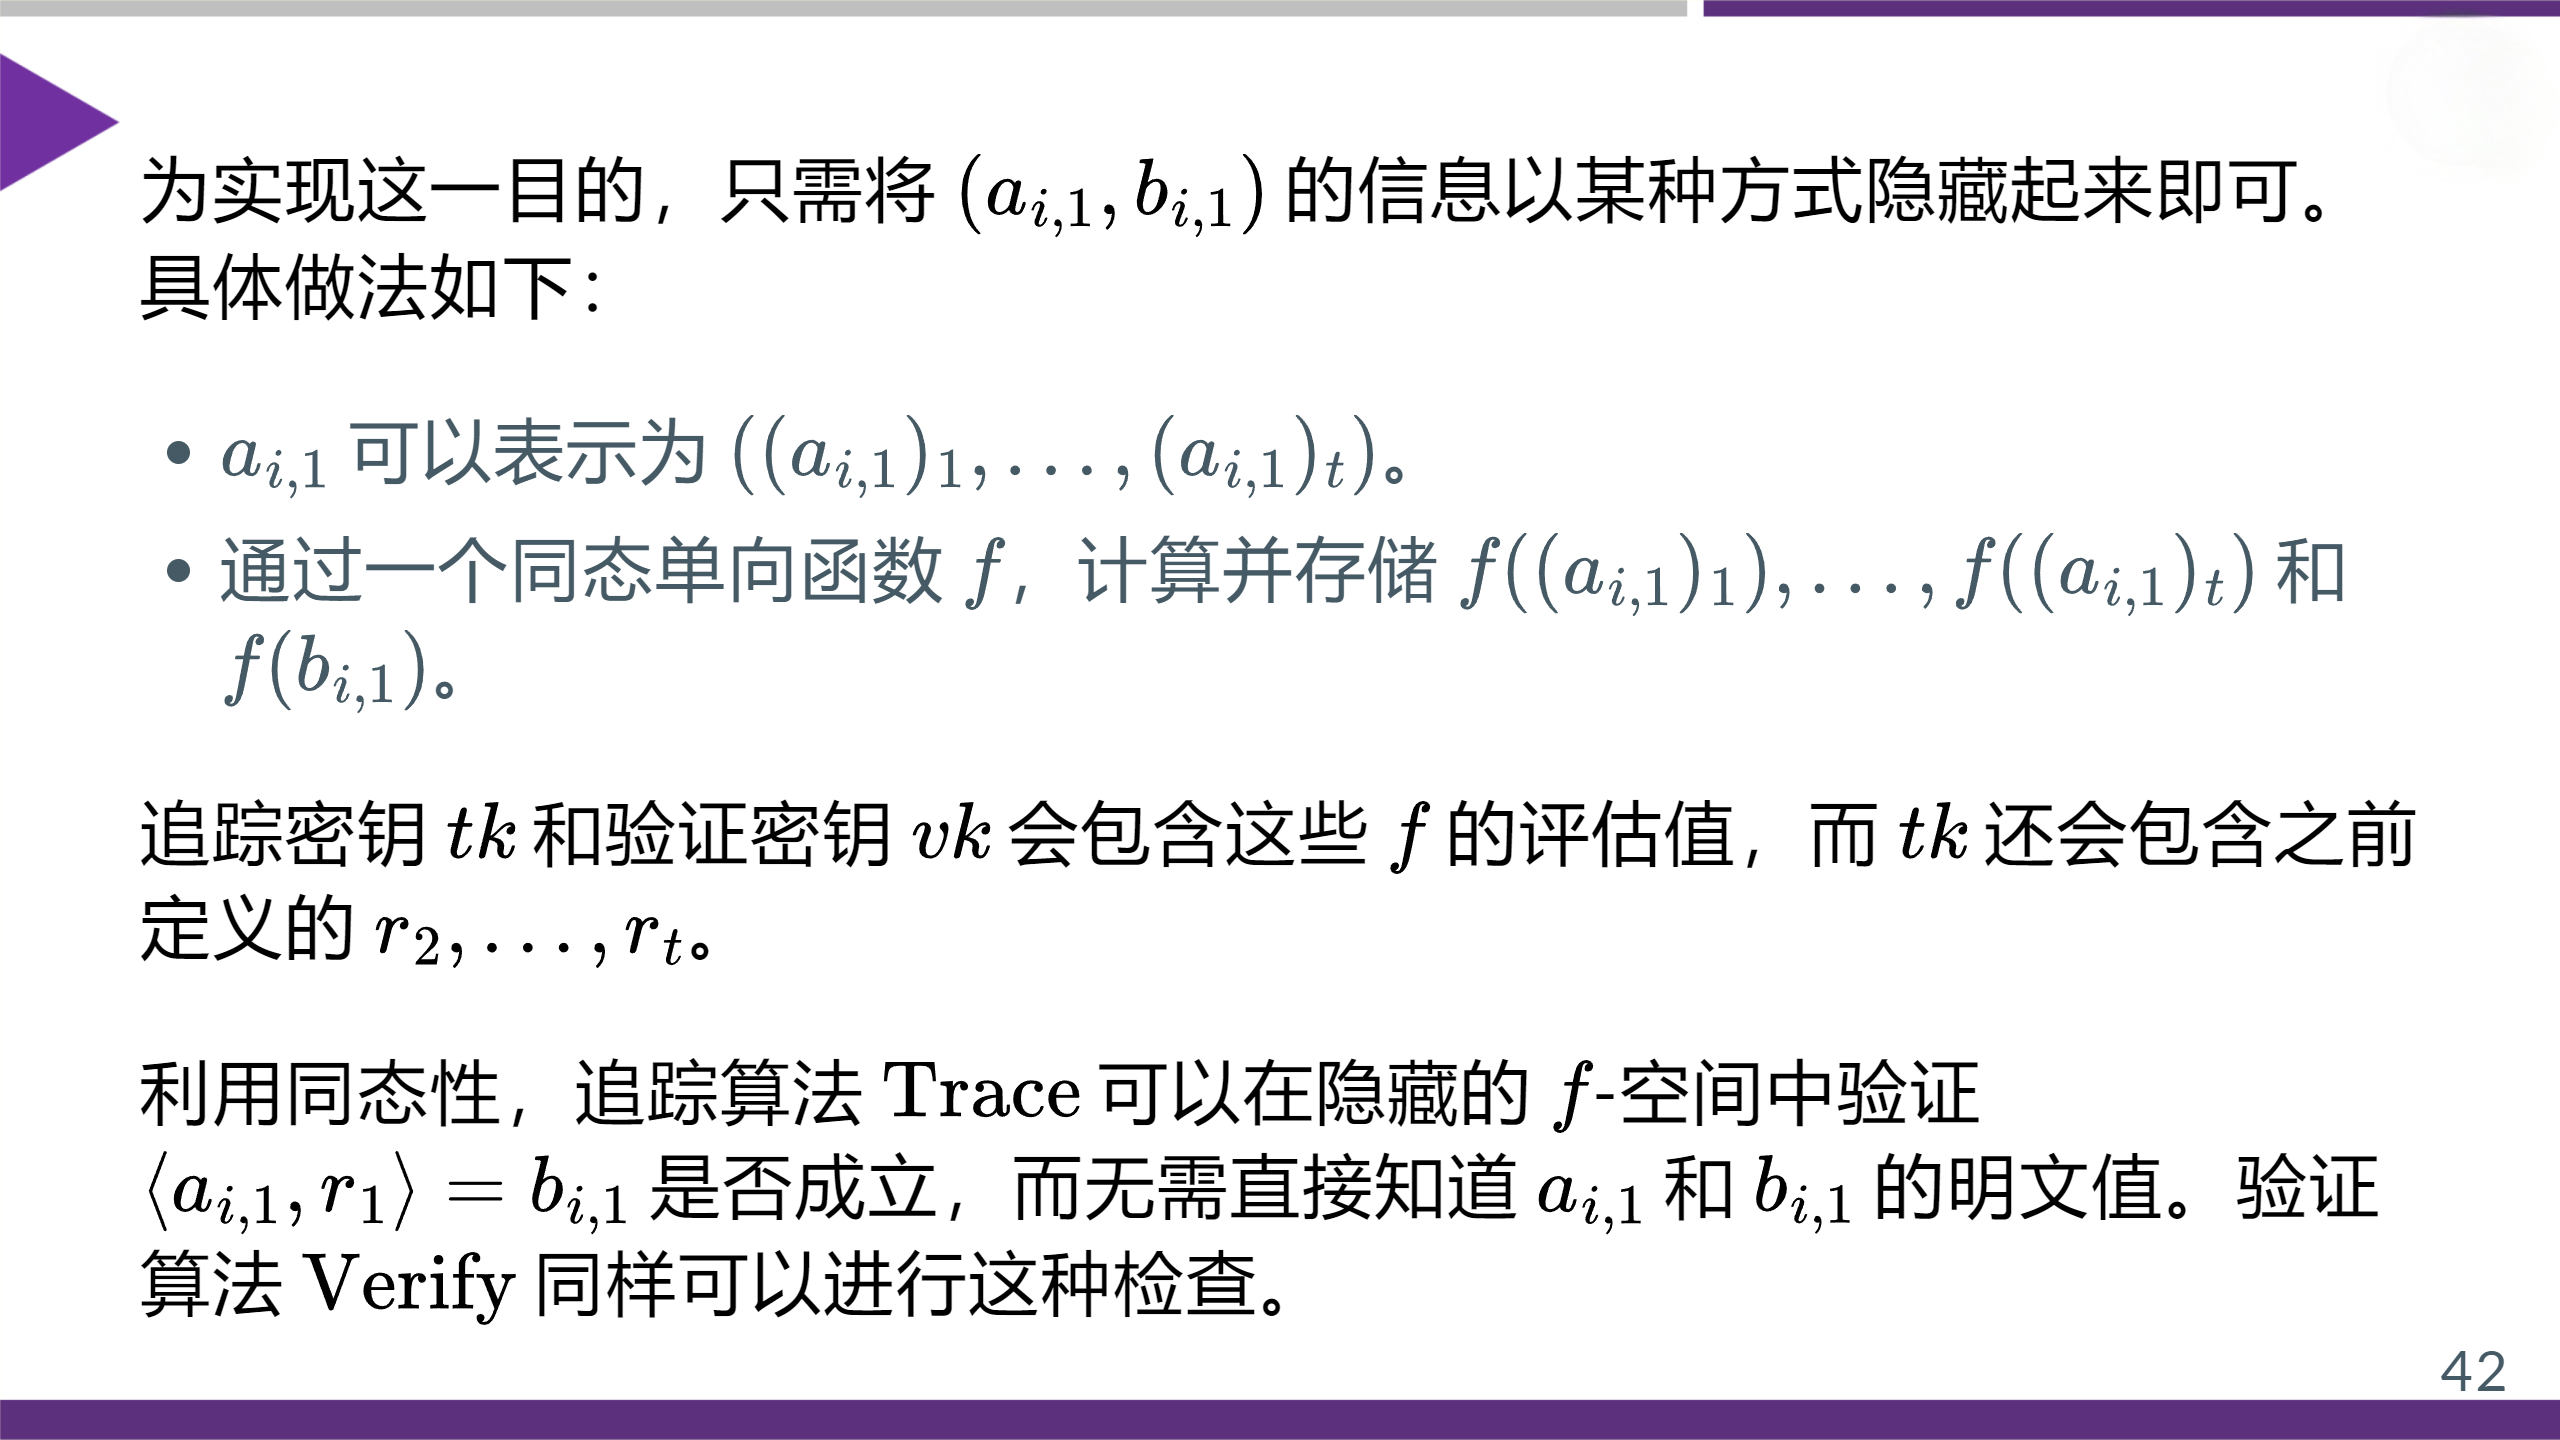 为实现这一目的，只需将 $(a_{i,1}, b_{i,1})$ 的信息以某种方式隐藏起来即可。
具体做法如下：
• $a_{i,1}$ 可以表示为 $((a_{i,1})_1, \ldots, (a_{i,1})_t)$。
• 通过一个同态单向函数 $f$，计算并存储 $f((a_{i,1})_1), \ldots, f((a_{i,1})_t)$ 和
$f(b_{i,1})$。
追踪密钥 $tk$ 和验证密钥 $vk$ 会包含这些 $f$ 的评估值，而 $tk$ 还会包含之前
定义的 $r_2, \ldots, r_t$。
利用同态性，追踪算法 Trace 可以在隐藏的 $f$-空间中验证
$\langle a_{i,1}, r_1 \rangle = b_{i,1}$ 是否成立，而无需直接知道 $a_{i,1}$ 和 $b_{i,1}$ 的明文值。验证
算法 Verify 同样可以进行这种检查。
42